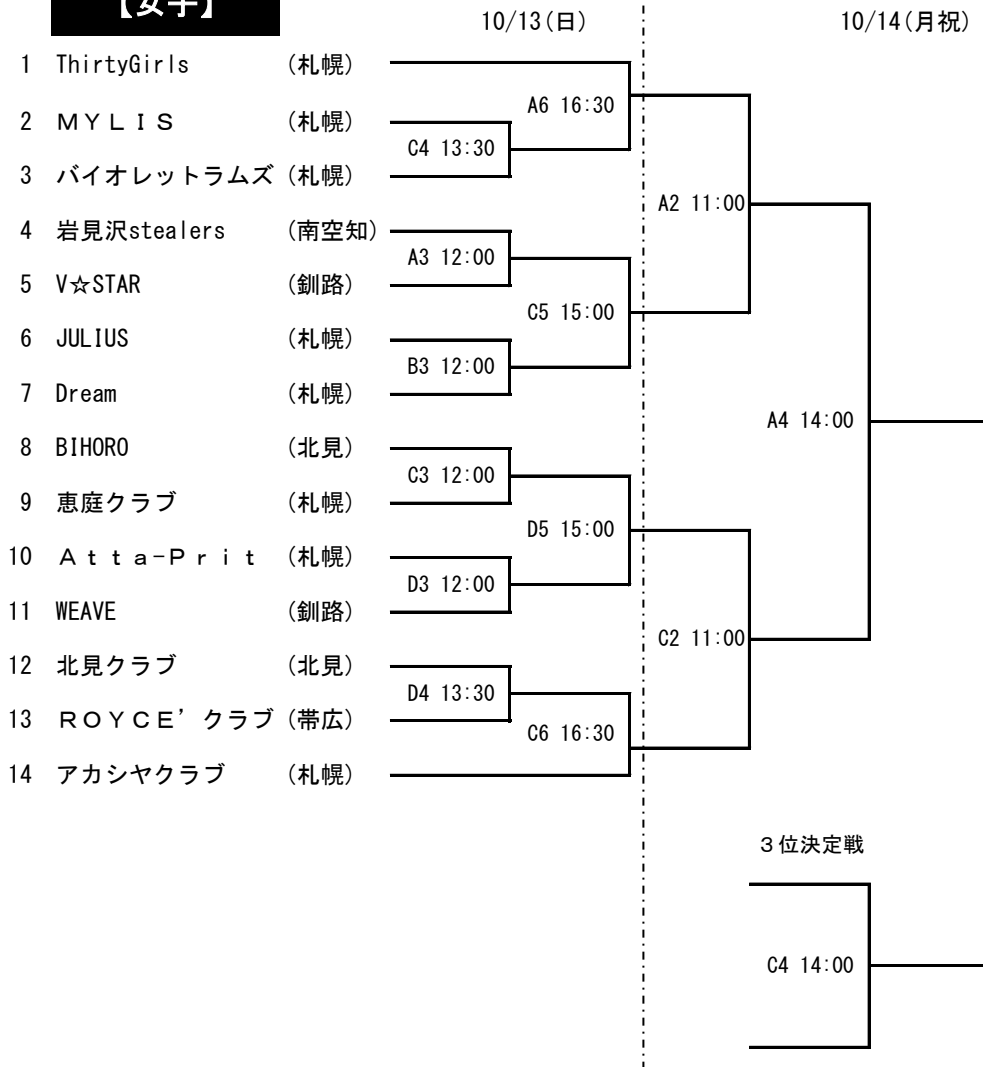 【女子】
10/13(日) 10/14(月祝)
1 ThirtyGirls (札幌)
A6 16:30
2 ＭＹＬＩＳ (札幌)
C4 13:30
3 バイオレットラムズ (札幌)
A2 11:00
4 岩見沢stealers (南空知)
A3 12:00
5 V☆STAR (釧路)
C5 15:00
6 JULIUS (札幌)
B3 12:00
7 Dream (札幌)
A4 14:00
8 BIHORO (北見)
C3 12:00
9 恵庭クラブ (札幌)
D5 15:00
10 Ａｔｔａ-Ｐｒｉｔ (札幌)
D3 12:00
11 WEAVE (釧路)
C2 11:00
12 北見クラブ (北見)
D4 13:30
13 ＲＯＹＣＥ’クラブ (帯広)
C6 16:30
14 アカシヤクラブ (札幌)
３位決定戦
C4 14:00